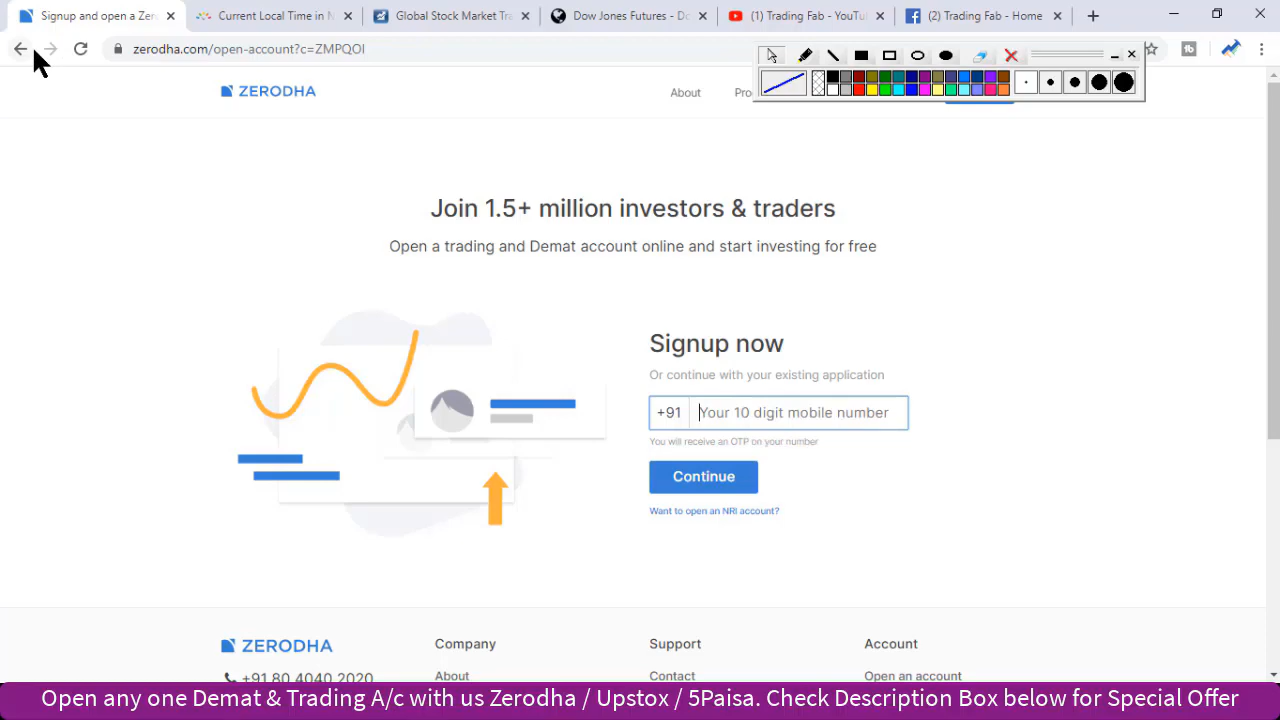 Signup and open a Zer
Current Local Time in N
Global Stock Market Tra
Dow Jones Futures - Do
(1) Trading Fab - YouTu
(2) Trading Fab - Home
zerodha.com/open-account?c=ZMPQOI
ZERODHA
About
Pro
Join 1.5+ million investors & traders
Open a trading and Demat account online and start investing for free
Signup now
Or continue with your existing application
+91
Your 10 digit mobile number
You will receive an OTP on your number
Continue
Want to open an NRI account?
ZERODHA
Company
Support
Account
+91 80 4040 2020
About
Contact
Open an account
Open any one Demat & Trading A/c with us Zerodha / Upstox / 5Paisa. Check Description Box below for Special Offer